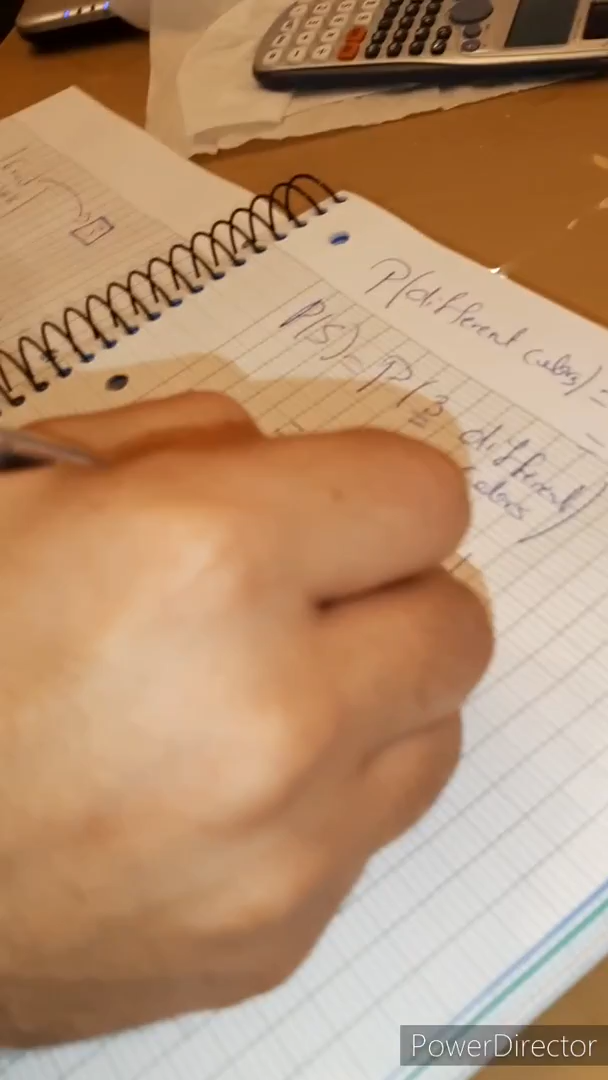 P(different colors) =
P(S) = P(3 different
colors)
PowerDirector